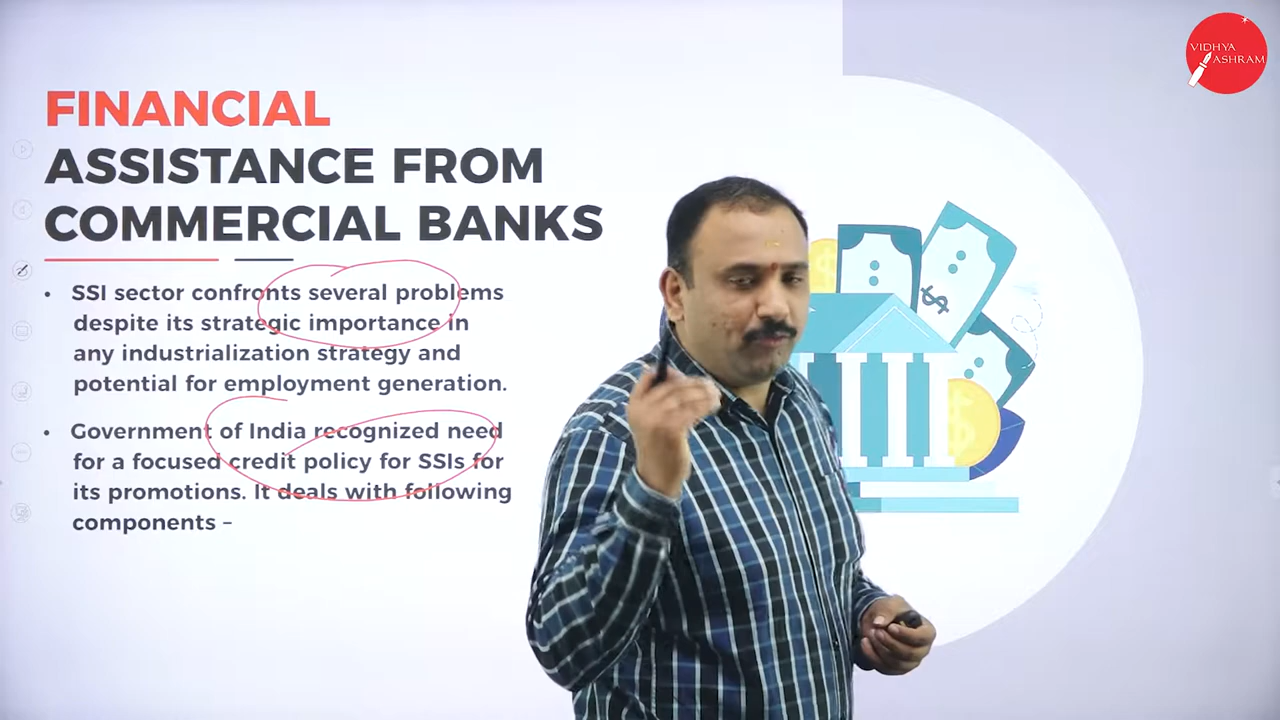 VIDHYA
ASHRAM
FINANCIAL
ASSISTANCE FROM
COMMERCIAL BANKS
• SSI sector confronts several problems
despite its strategic importance in
any industrialization strategy and
potential for employment generation.
• Government of India recognized need
for a focused credit policy for SSIs for
its promotions. It deals with following
components –
$